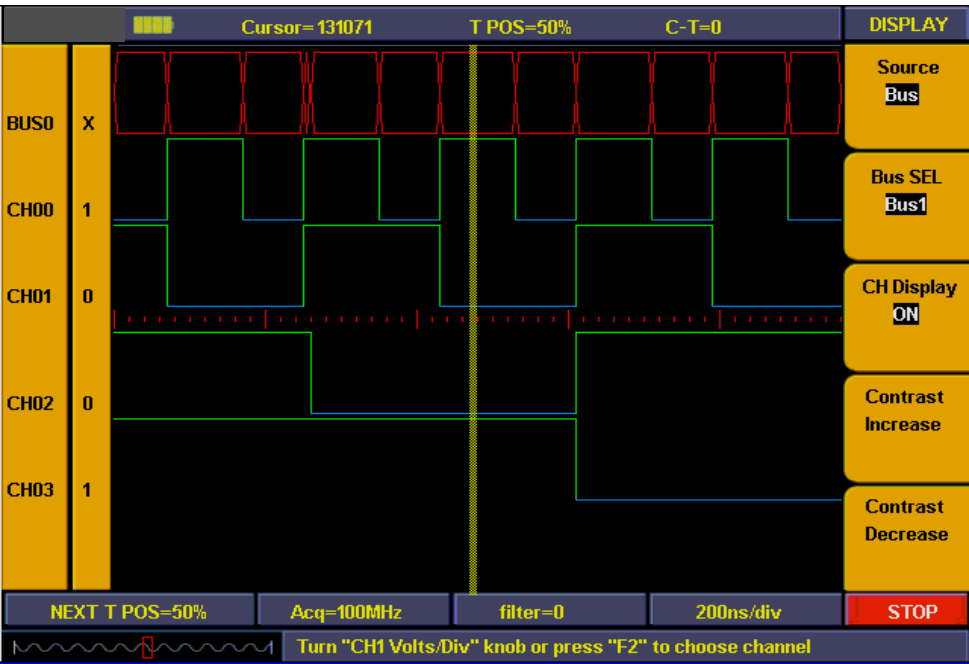 Cursor=131071 T POS=50% C-T=0 DISPLAY
Source
Bus
BUS0 X
Bus SEL
Bus1
CH00 1
CH Display
ON
CH01 0
Contrast
Increase
CH02 0
CH03 1
Contrast
Decrease
NEXT T POS=50% Acq=100MHz filter=0 200ns/div STOP
Turn "CH1 Volts/Div" knob or press "F2" to choose channel